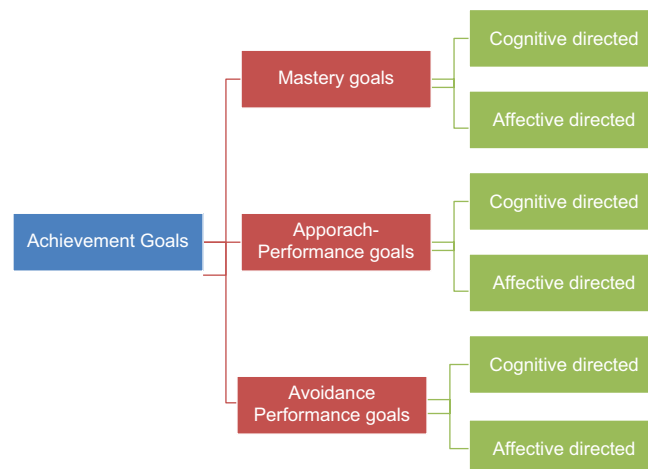 Achievement Goals
Mastery goals
Cognitive directed
Affective directed
Apporach-
Performance goals
Cognitive directed
Affective directed
Avoidance
Performance goals
Cognitive directed
Affective directed